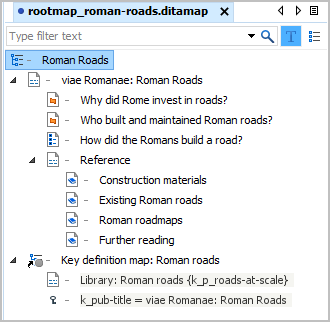 rootmap_roman-roads.ditamap
Type filter text
T
Roman Roads
viae Romanae: Roman Roads
Why did Rome invest in roads?
Who built and maintained Roman roads?
How did the Romans build a road?
Reference
Construction materials
Existing Roman roads
Roman roadmaps
Further reading
Key definition map: Roman roads
Library: Roman roads {k_p_roads-at-scale}
k_pub-title = viae Romanae: Roman Roads